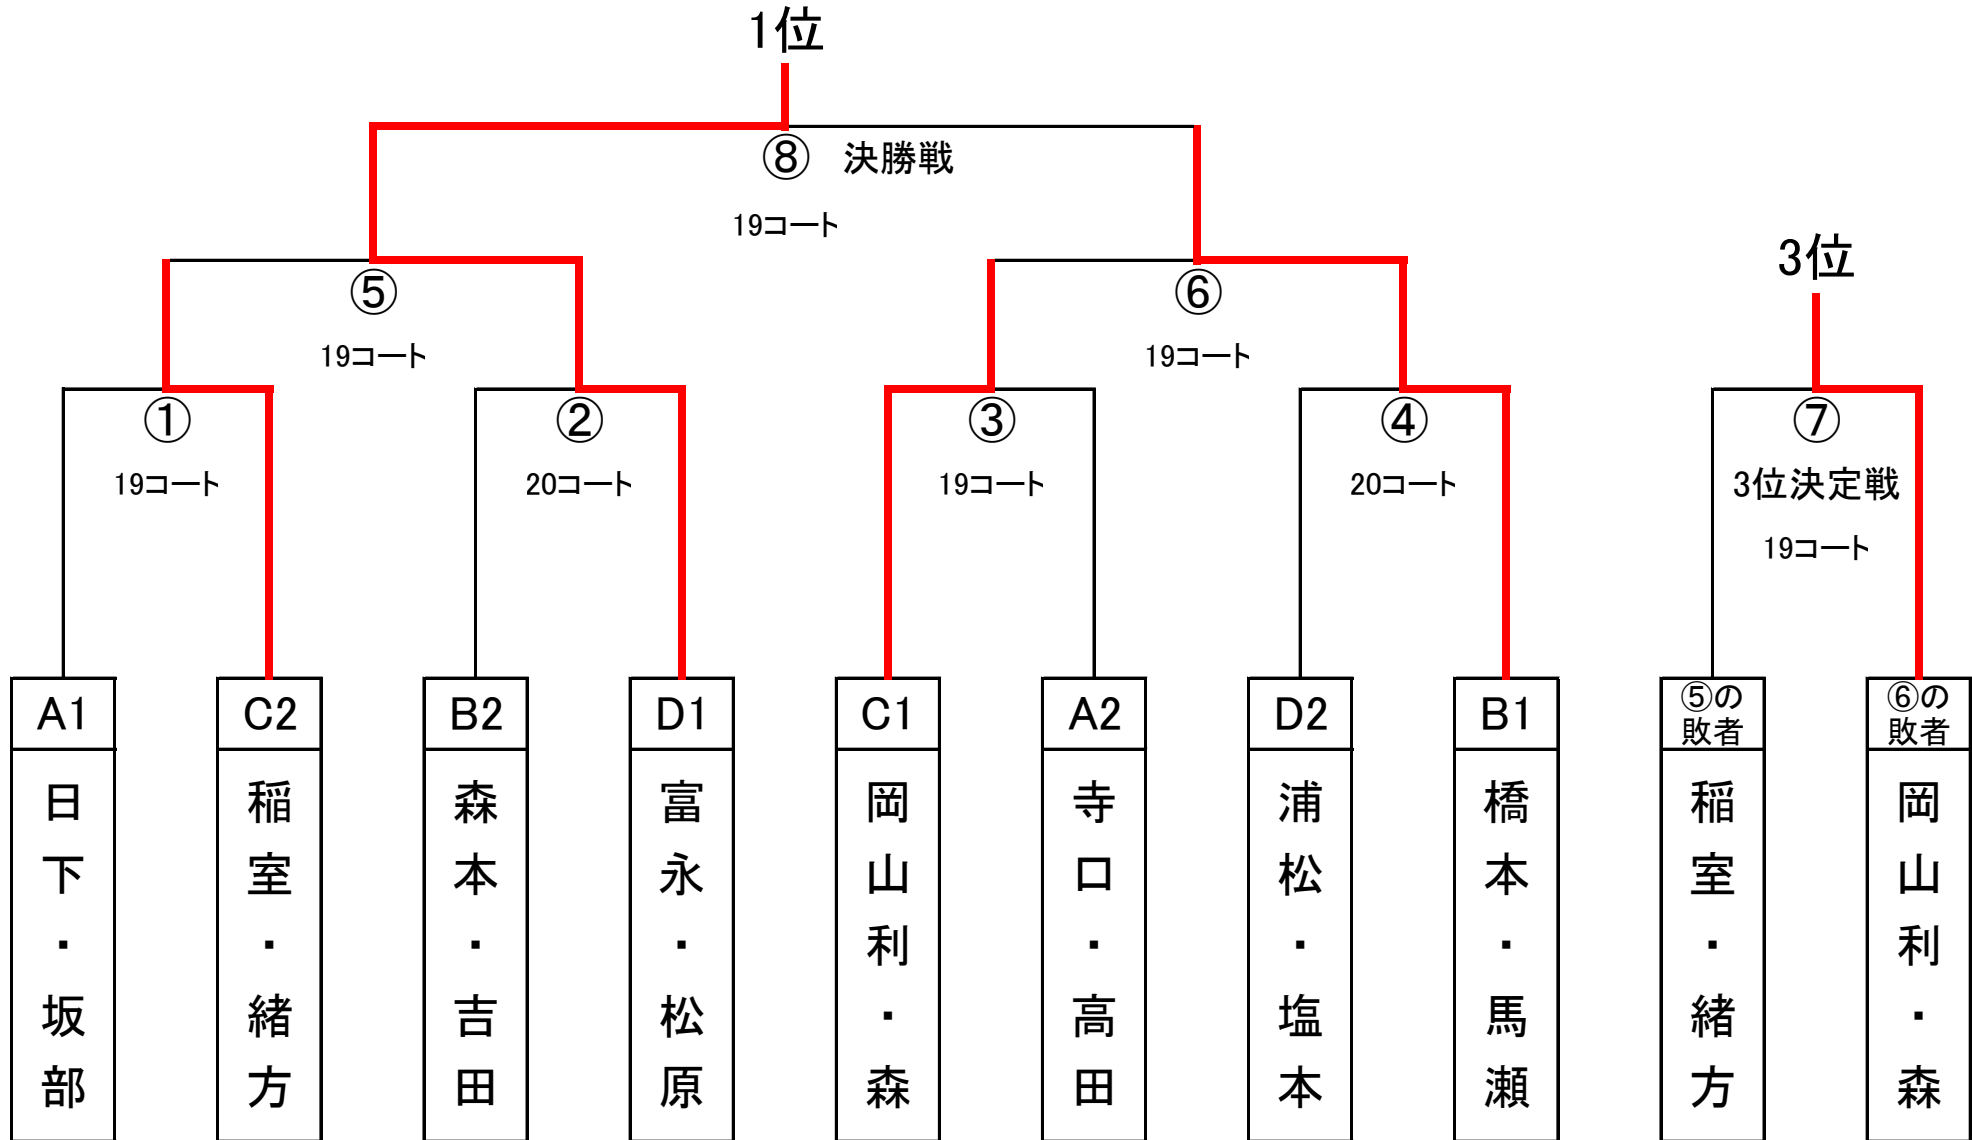 1位
⑧ 決勝戦
19コート
3位
⑤
⑥
19コート
19コート
①
②
③
④
⑦
19コート
20コート
19コート
20コート
3位決定戦
19コート
A1
C2
B2
D1
C1
A2
D2
B1
⑤の
敗者
⑥の
敗者
日下・坂部
稲室・緒方
森本・吉田
富永・松原
岡山利・森
寺口・高田
浦松・塩本
橋本・馬瀬
稲室・緒方
岡山利・森